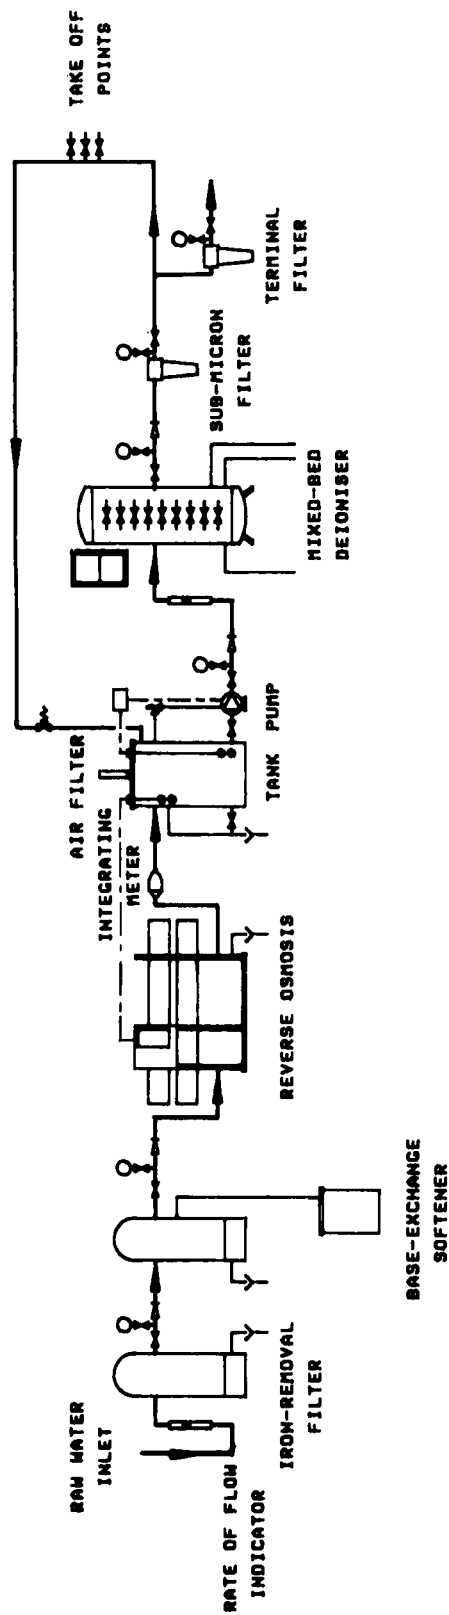 RAW WATER
INLET
RATE OF FLOW
INDICATOR
IRON-REMOVAL
FILTER
BASE-EXCHANGE
SOFTENER
REVERSE OSMOSIS
INTEGRATING
METER
AIR FILTER
TANK PUMP
MIXED-BED
DEIONISER
SUB-MICRON
FILTER
TERMINAL
FILTER
TAKE OFF
POINTS